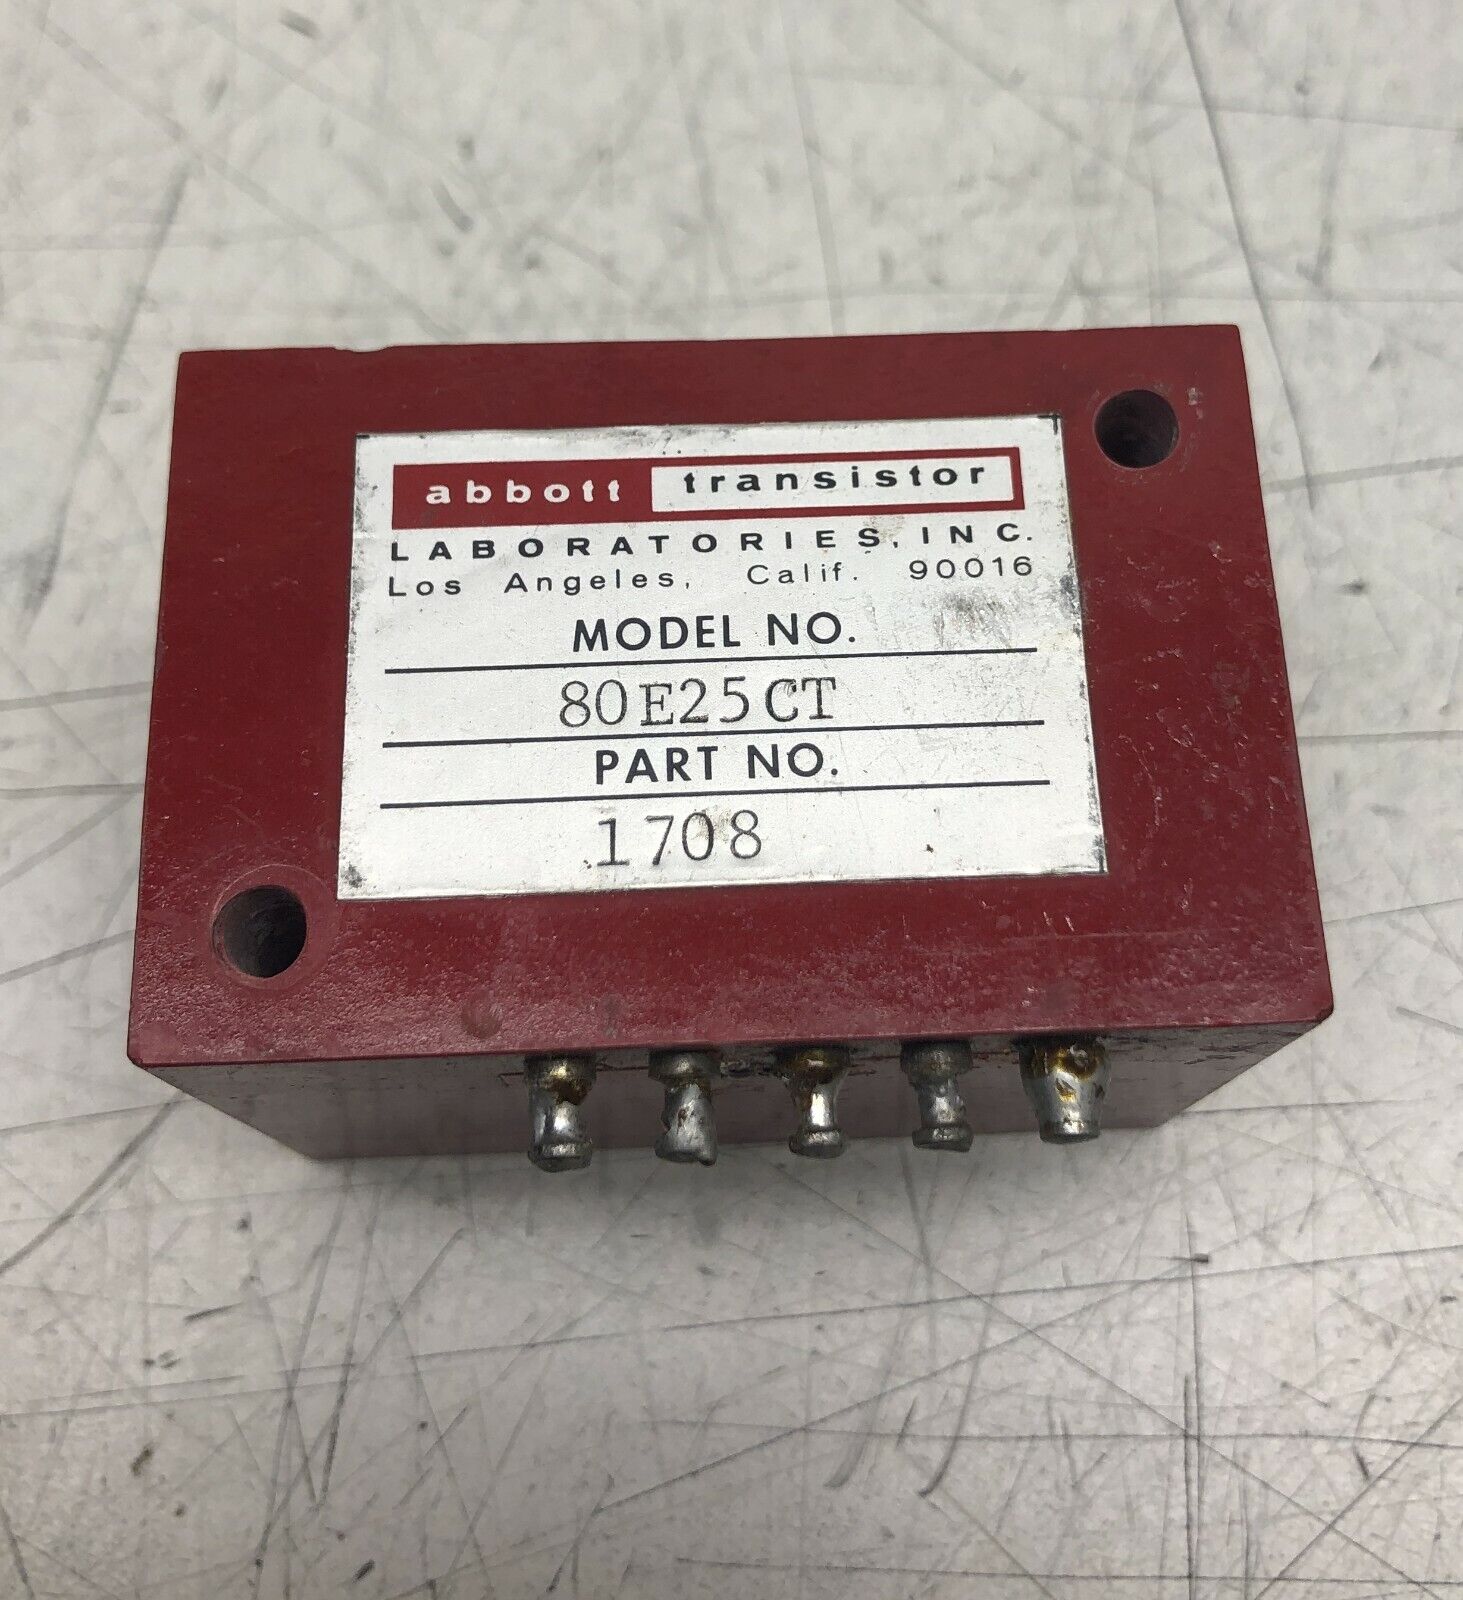 abbott transistor
LABORATORIES, INC.
Los Angeles, Calif. 90016
MODEL NO.
80E25CT
PART NO.
1708